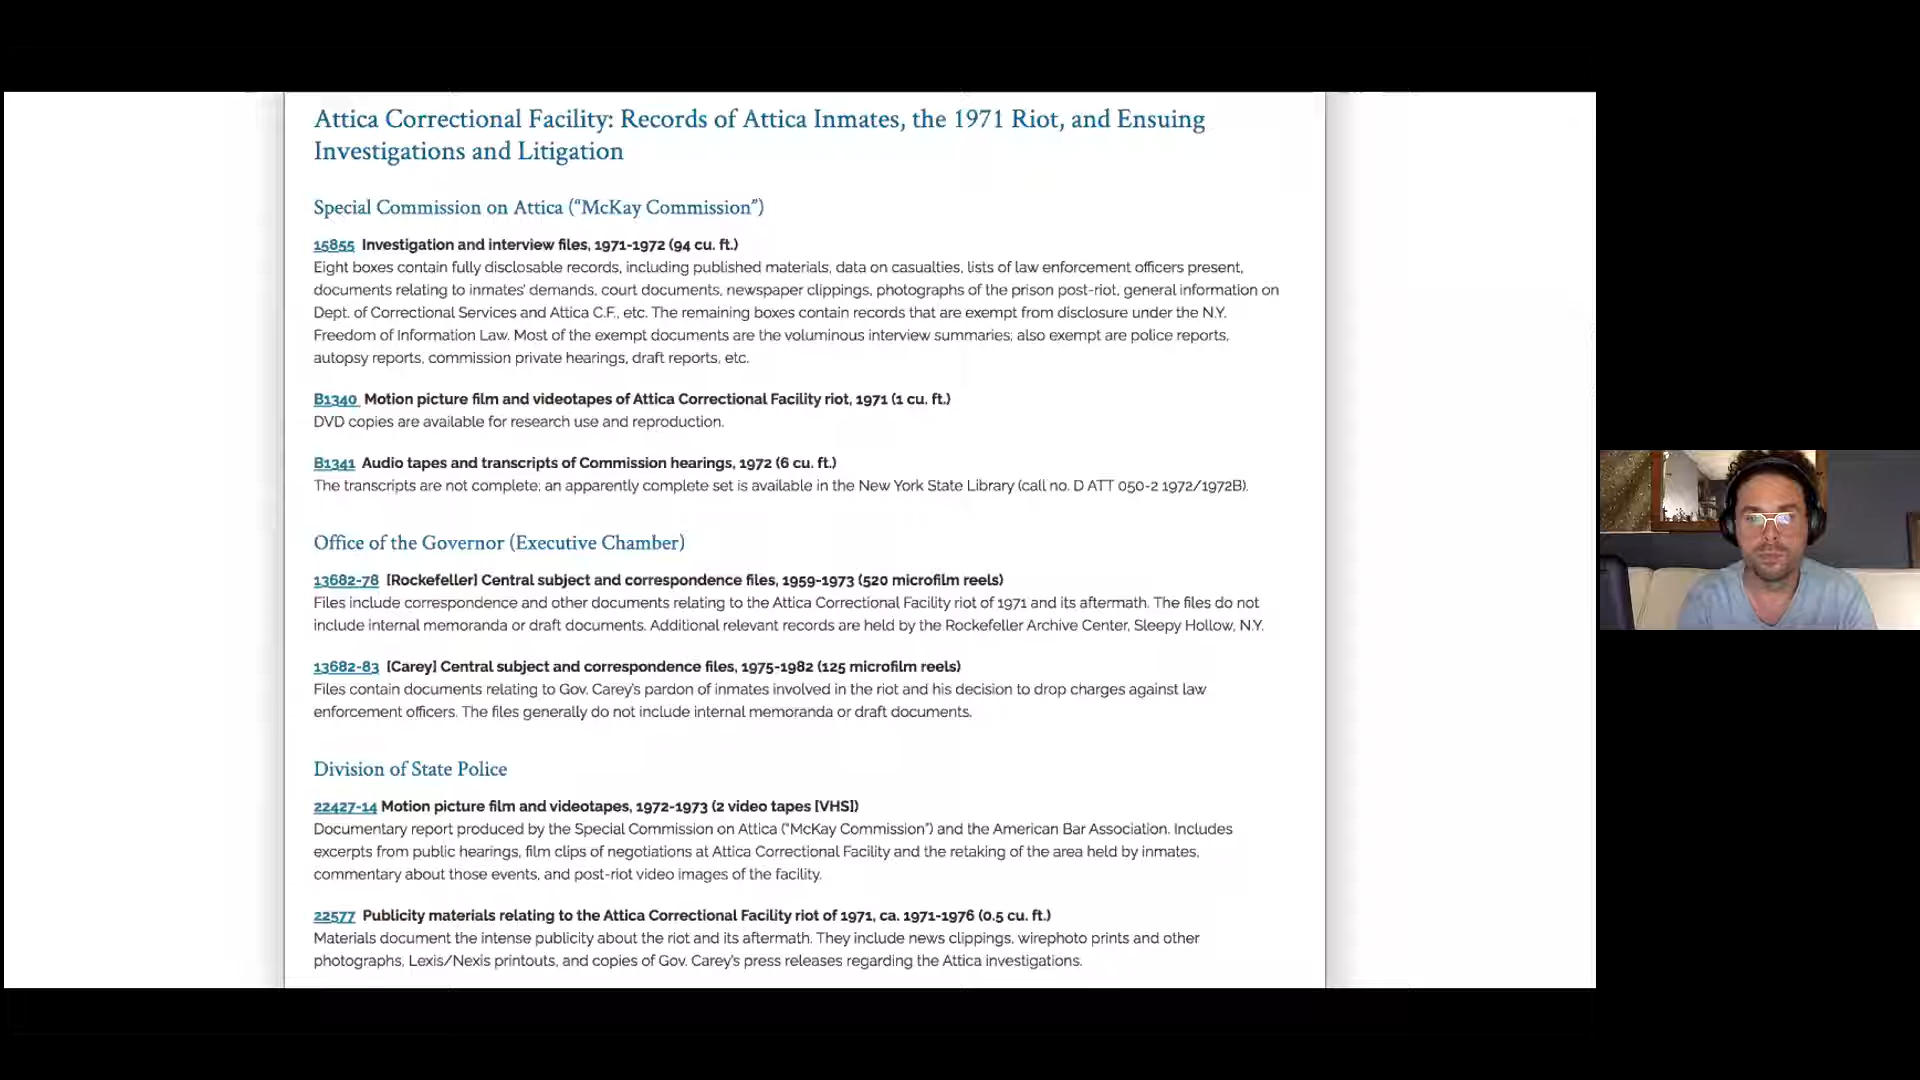 Attica Correctional Facility: Records of Attica Inmates, the 1971 Riot, and Ensuing
Investigations and Litigation
Special Commission on Attica (“McKay Commission”)
15855 Investigation and interview files, 1971-1972 (94 cu. ft.)
Eight boxes contain fully disclosable records, including published materials, data on casualties, lists of law enforcement officers present,
documents relating to inmates’ demands, court documents, newspaper clippings, photographs of the prison post-riot, general information on
Dept. of Correctional Services and Attica C.F., etc. The remaining boxes contain records that are exempt from disclosure under the N.Y.
Freedom of Information Law. Most of the exempt documents are the voluminous interview summaries; also exempt are police reports,
autopsy reports, commission private hearings, draft reports, etc.
B1340 Motion picture film and videotapes of Attica Correctional Facility riot, 1971 (1 cu. ft.)
DVD copies are available for research use and reproduction.
B1341 Audio tapes and transcripts of Commission hearings, 1972 (6 cu. ft.)
The transcripts are not complete; an apparently complete set is available in the New York State Library (call no. D ATT 050-2 1972/1972B).
Office of the Governor (Executive Chamber)
13682-78 [Rockefeller] Central subject and correspondence files, 1959-1973 (520 microfilm reels)
Files include correspondence and other documents relating to the Attica Correctional Facility riot of 1971 and its aftermath. The files do not
include internal memoranda or draft documents. Additional relevant records are held by the Rockefeller Archive Center, Sleepy Hollow, N.Y.
13682-83 [Carey] Central subject and correspondence files, 1975-1982 (125 microfilm reels)
Files contain documents relating to Gov. Carey’s pardon of inmates involved in the riot and his decision to drop charges against law
enforcement officers. The files generally do not include internal memoranda or draft documents.
Division of State Police
22427-14 Motion picture film and videotapes, 1972-1973 (2 video tapes [VHS])
Documentary report produced by the Special Commission on Attica (“McKay Commission”) and the American Bar Association. Includes
excerpts from public hearings, film clips of negotiations at Attica Correctional Facility and the retaking of the area held by inmates,
commentary about those events, and post-riot video images of the facility.
22577 Publicity materials relating to the Attica Correctional Facility riot of 1971, ca. 1971-1976 (0.5 cu. ft.)
Materials document the intense publicity about the riot and its aftermath. They include news clippings, wirephoto prints and other
photographs, Lexis/Nexis printouts, and copies of Gov. Carey’s press releases regarding the Attica investigations.